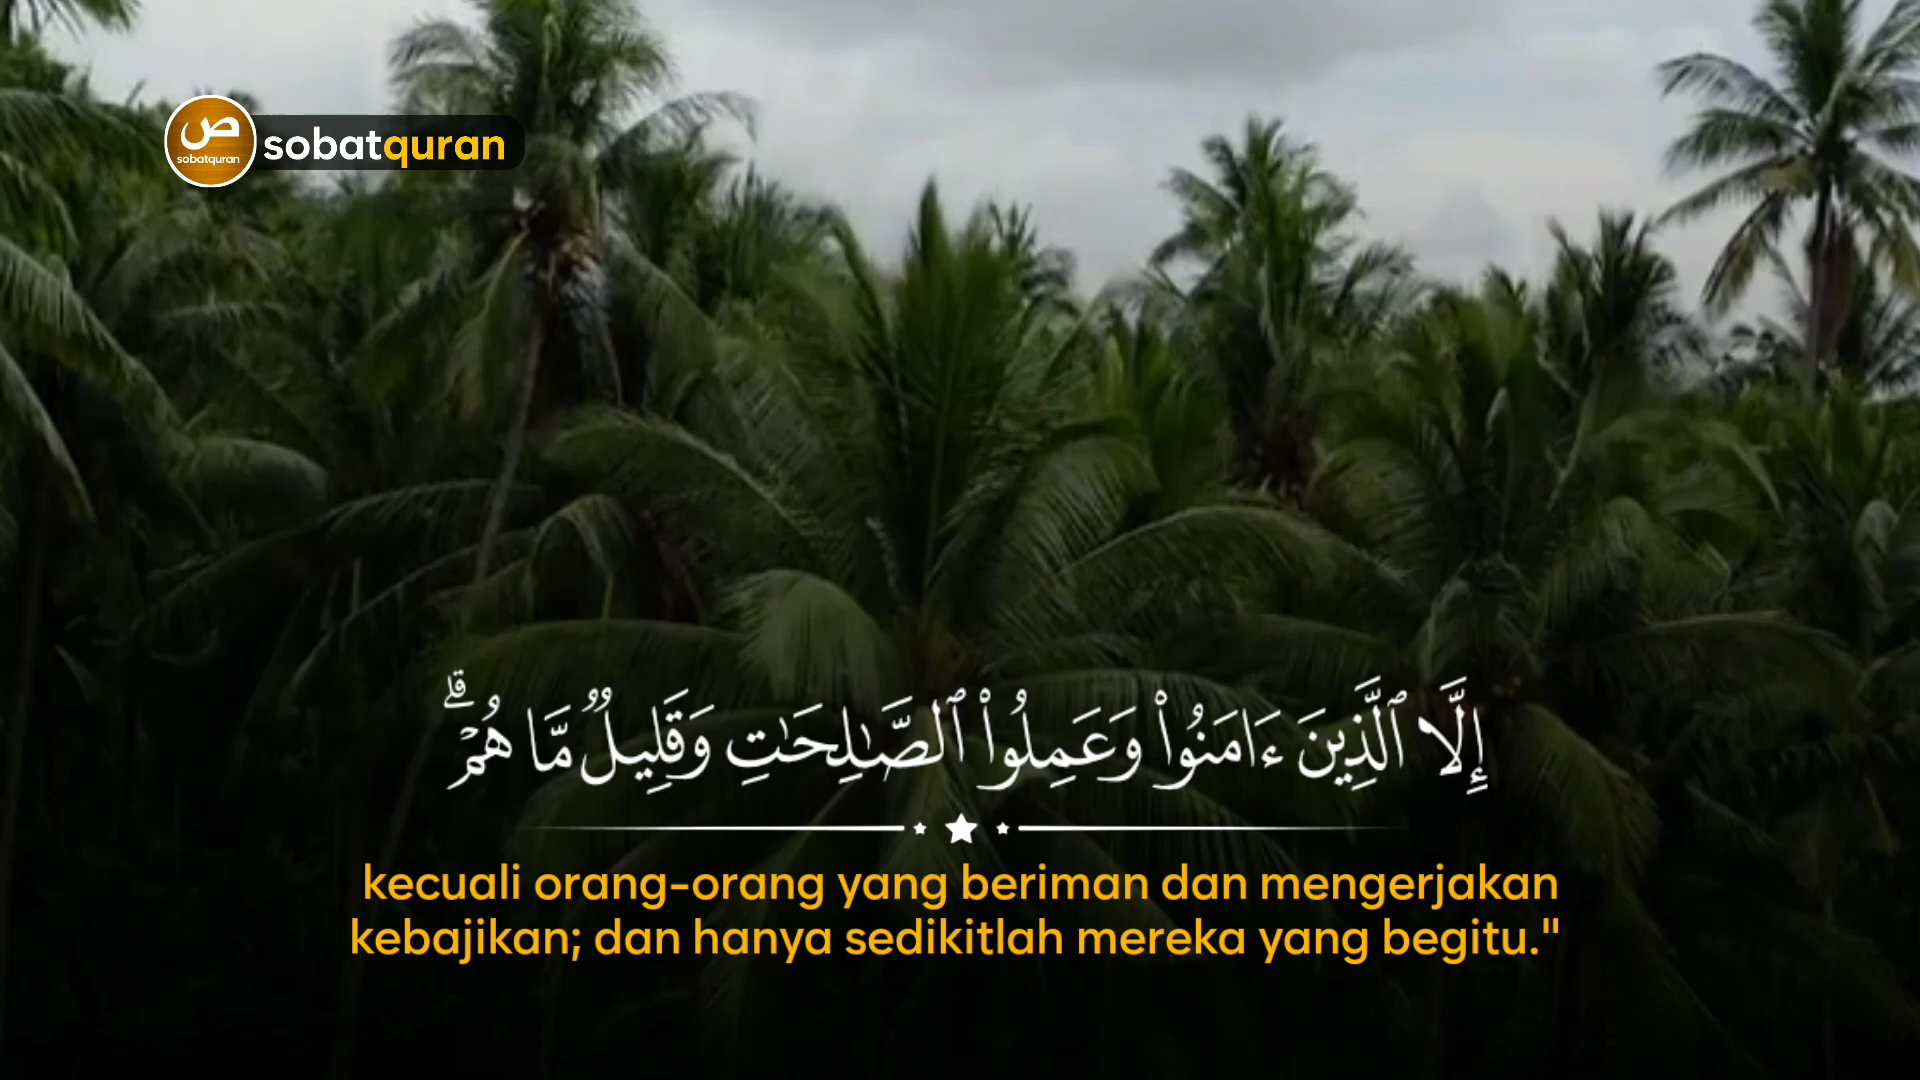 ص
sobatquran
sobatquran
إِلَّا ٱلَّذِينَ ءَامَنُوا۟ وَعَمِلُوا۟ ٱلصَّـٰلِحَـٰتِ وَقَلِيلٌ مَّا هُمْ ۗ
kecuali orang-orang yang beriman dan mengerjakan
kebajikan; dan hanya sedikitlah mereka yang begitu."